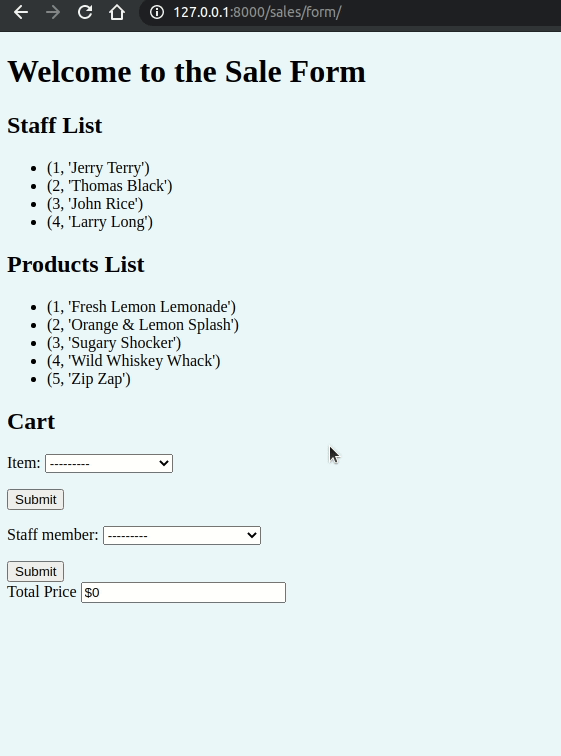 127.0.0.1:8000/sales/form/
Welcome to the Sale Form
Staff List
(1, 'Jerry Terry')
(2, 'Thomas Black')
(3, 'John Rice')
(4, 'Larry Long')
Products List
(1, 'Fresh Lemon Lemonade')
(2, 'Orange & Lemon Splash')
(3, 'Sugary Shocker')
(4, 'Wild Whiskey Whack')
(5, 'Zip Zap')
Cart
Item: ---------
Submit
Staff member: ---------
Submit
Total Price $0